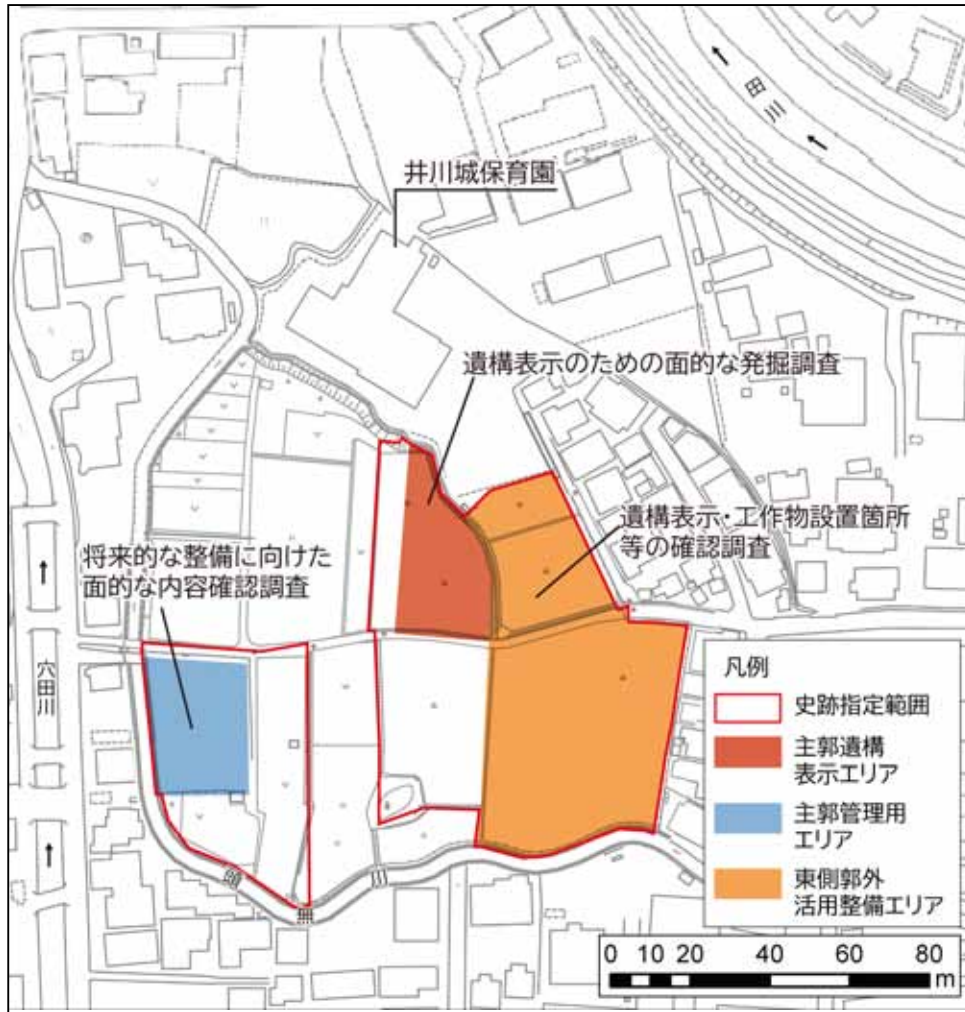 田川
井川城保育園
遺構表示のための面的な発掘調査
遺構表示・工作物設置箇所
等の確認調査
将来的な整備に向けた
面的な内容確認調査
穴田川
頭無川
凡例
史跡指定範囲
主郭遺構
表示エリア
主郭管理用
エリア
東側郭外
活用整備エリア
0 10 20 40 60 80
m